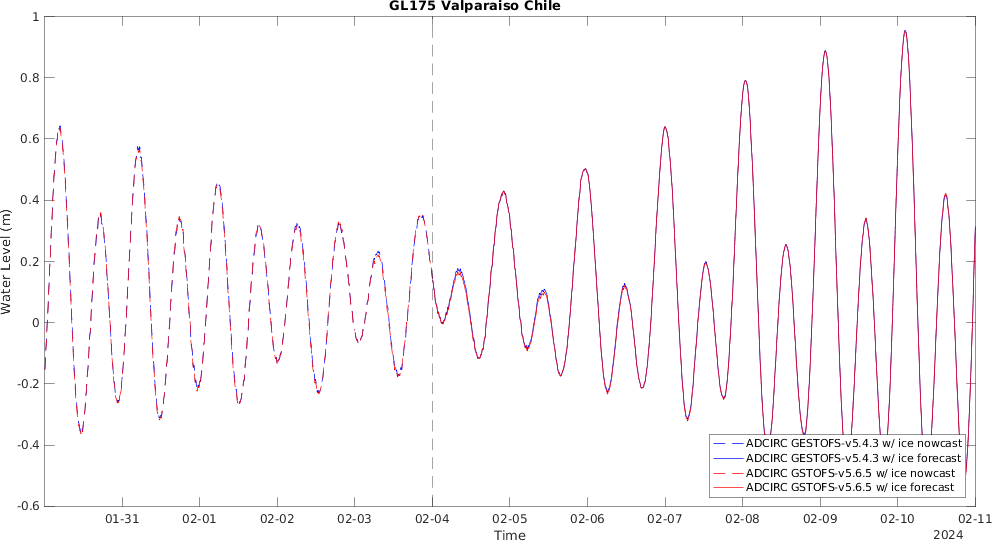 GL175 Valparaiso Chile
1
0.8
0.6
0.4
0.2
0
-0.2
-0.4
-0.6
Water Level (m)
ADCIRC GESTOFS-v5.4.3 w/ ice nowcast
ADCIRC GESTOFS-v5.4.3 w/ ice forecast
ADCIRC GSTOFS-v5.6.5 w/ ice nowcast
ADCIRC GSTOFS-v5.6.5 w/ ice forecast
01-31 02-01 02-02 02-03 02-04 02-05 02-06 02-07 02-08 02-09 02-10 02-11
Time
2024